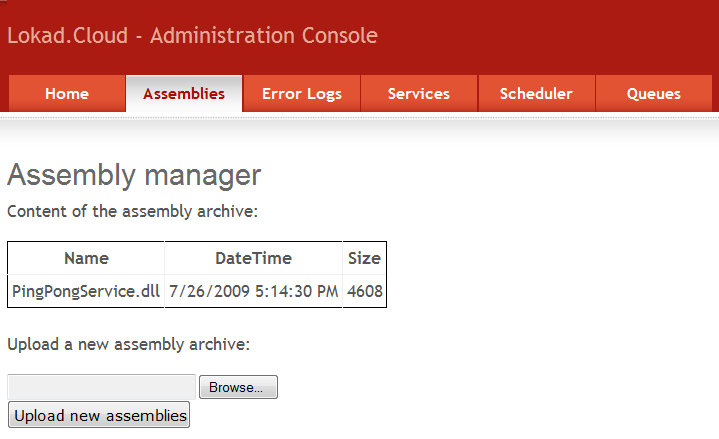 Lokad.Cloud - Administration Console
Home Assemblies Error Logs Services Scheduler Queues
Assembly manager
Content of the assembly archive:
Name DateTime Size
PingPongService.dll 7/26/2009 5:14:30 PM 4608
Upload a new assembly archive:
Browse...
Upload new assemblies